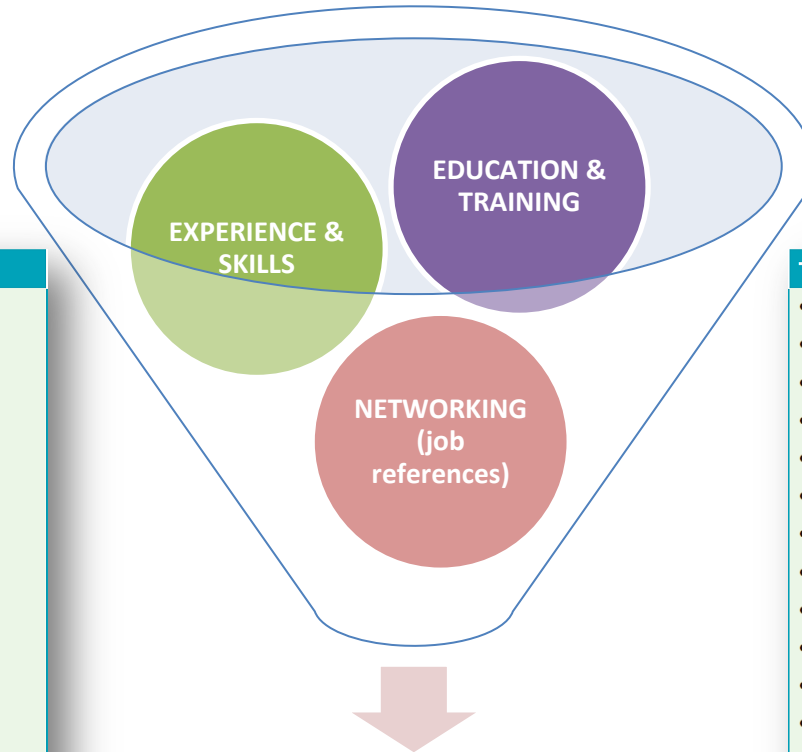 EDUCATION &
TRAINING
EXPERIENCE &
SKILLS
NETWORKING
(job
references)